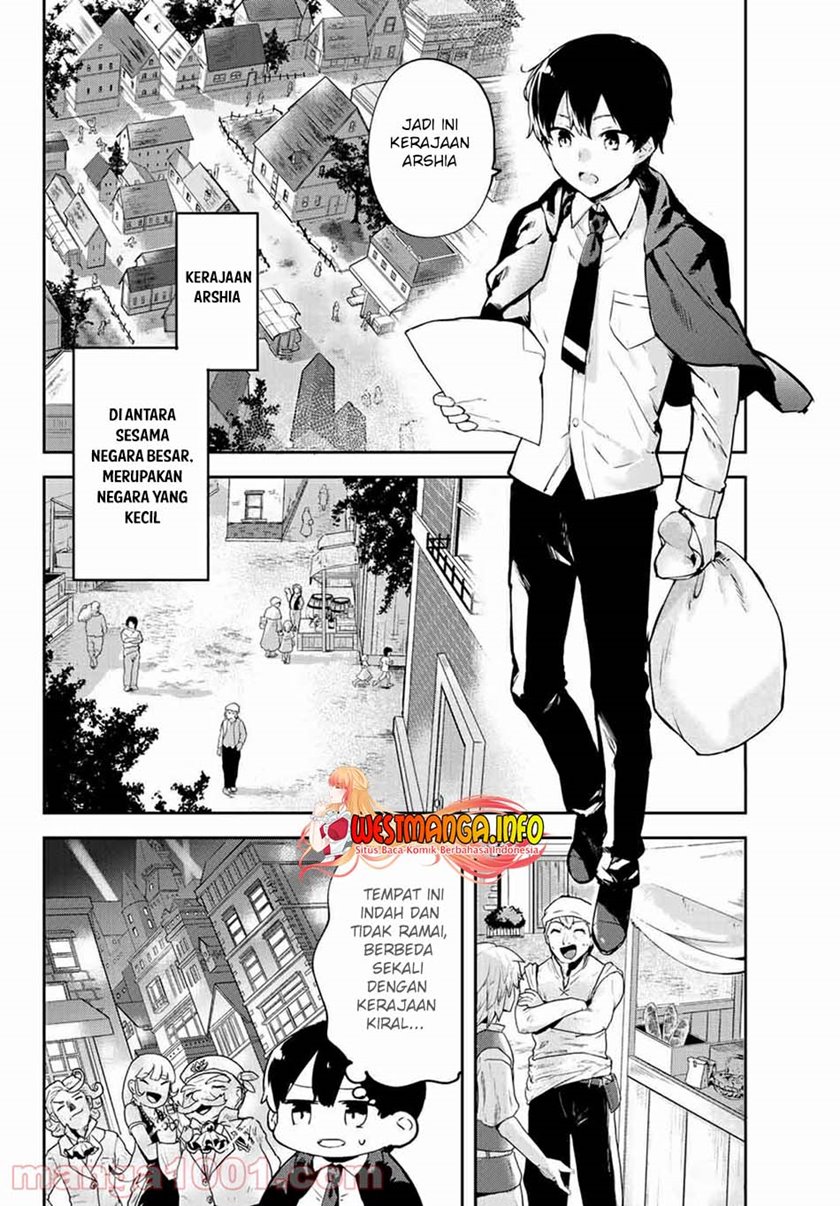 JADI INI
KERAJAAN
ARSHIA
KERAJAAN
ARSHIA
DI ANTARA
SESAMA
NEGARA BESAR,
MERUPAKAN
NEGARA YANG
KECIL
WESTMANGA.INFO
Situs Baca Komik Berbahasa Indonesia
TEMPAT INI
INDAH DAN
TIDAK RAMAI,
BERBEDA
SEKALI
DENGAN
KERAJAAN
KIRAL...
manga1001.com